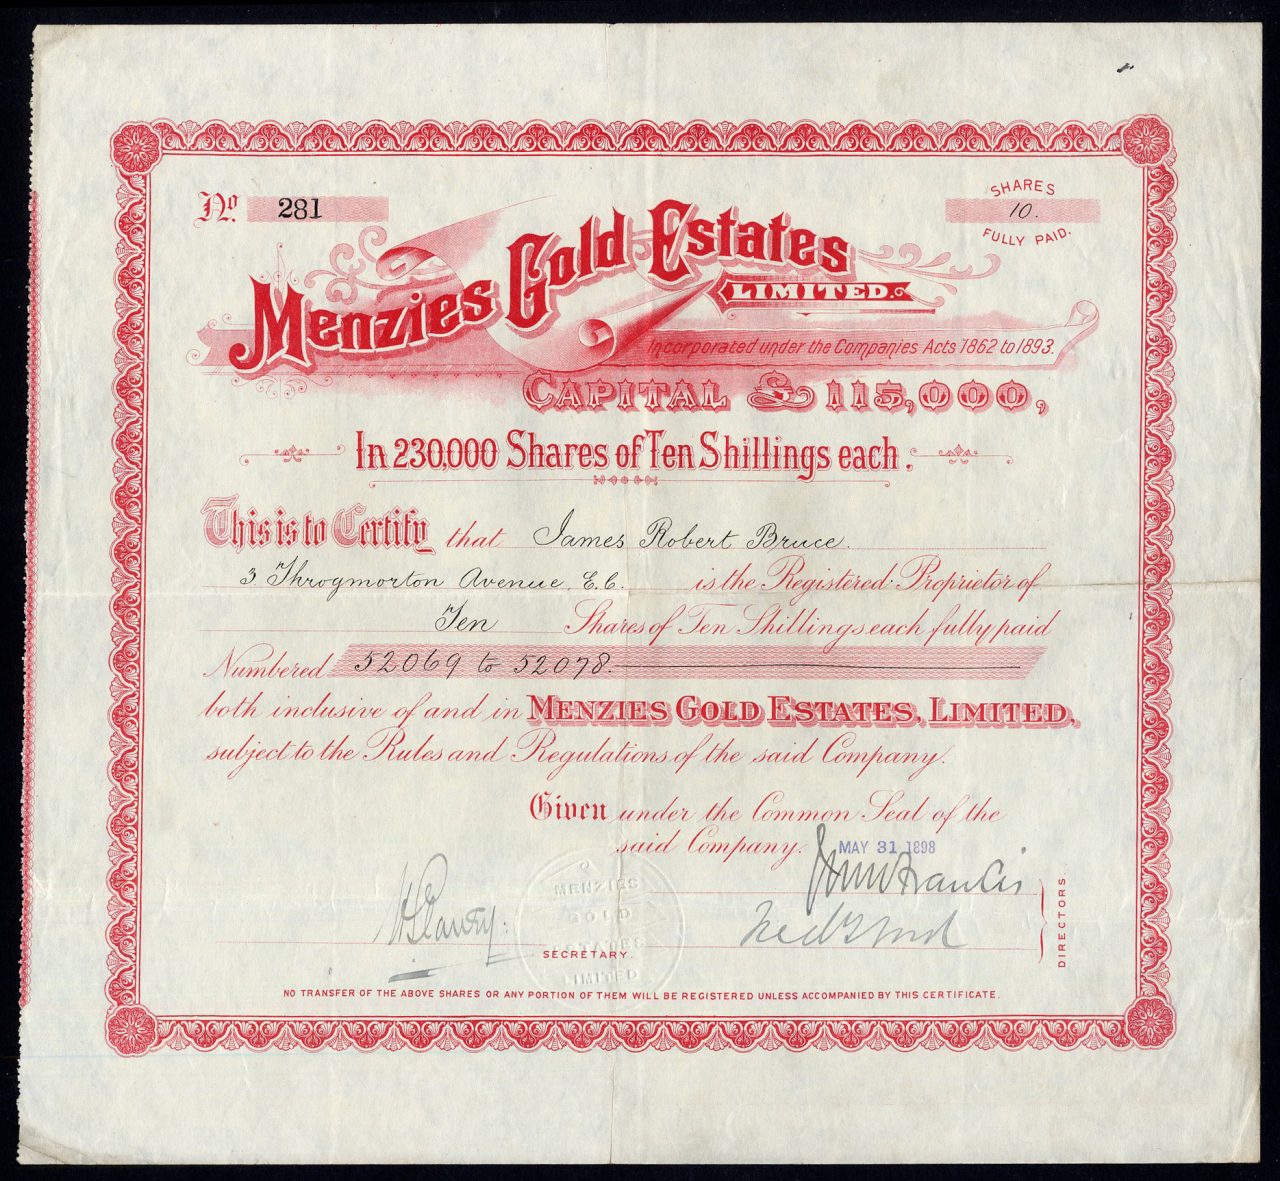 No. 281
SHARES
10.
FULLY PAID.
Menzies Gold Estates
LIMITED.
Incorporated under the Companies Acts 1862 to 1893.
CAPITAL £115,000,
In 230,000 Shares of Ten Shillings each.
This is to Certify that James Robert Bruce.
3 Throgmorton Avenue, E.C. is the Registered Proprietor of
Ten Shares of Ten Shillings each fully paid
Numbered 52069 to 52078.
both inclusive of and in MENZIES GOLD ESTATES, LIMITED,
subject to the Rules and Regulations of the said Company.
Given under the Common Seal of the
said Company. MAY 31 1898
MENZIES
GOLD
ESTATES
LIMITED
SECRETARY.
DIRECTORS.
NO TRANSFER OF THE ABOVE SHARES OR ANY PORTION OF THEM WILL BE REGISTERED UNLESS ACCOMPANIED BY THIS CERTIFICATE.